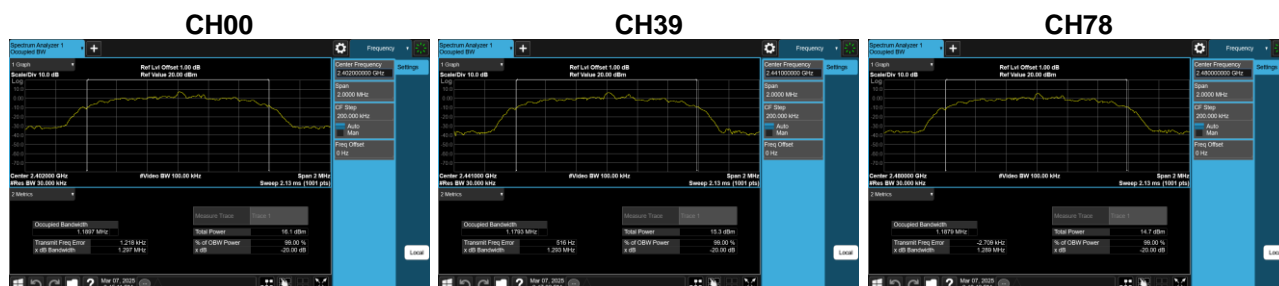 CH00
CH39
CH78
Spectrum Analyzer 1
Occupied BW
Frequency
1 Graph
Scale/Div 10.0 dB
Ref Lvl Offset 1.00 dB
Ref Value 20.00 dBm
Log
Center Frequency
2.402000000 GHz
Settings
Span
2.0000 MHz
CF Step
200.000 kHz
Auto
Man
Freq Offset
0 Hz
Center 2.402000 GHz
#Res BW 30.000 kHz
#Video BW 100.00 kHz
Span 2 MHz
Sweep 2.13 ms (1001 pts)
2 Metrics
Measure Trace
Trace 1
Occupied Bandwidth
1.1897 MHz
Total Power
16.1 dBm
Transmit Freq Error
1.218 kHz
% of OBW Power
99.00 %
x dB Bandwidth
1.297 MHz
x dB
-20.00 dB
Local
Mar 07, 2025
Spectrum Analyzer 1
Occupied BW
Frequency
1 Graph
Scale/Div 10.0 dB
Ref Lvl Offset 1.00 dB
Ref Value 20.00 dBm
Log
Center Frequency
2.441000000 GHz
Settings
Span
2.0000 MHz
CF Step
200.000 kHz
Auto
Man
Freq Offset
0 Hz
Center 2.441000 GHz
#Res BW 30.000 kHz
#Video BW 100.00 kHz
Span 2 MHz
Sweep 2.13 ms (1001 pts)
2 Metrics
Measure Trace
Trace 1
Occupied Bandwidth
1.1793 MHz
Total Power
15.3 dBm
Transmit Freq Error
516 Hz
% of OBW Power
99.00 %
x dB Bandwidth
1.293 MHz
x dB
-20.00 dB
Local
Mar 07, 2025
Spectrum Analyzer 1
Occupied BW
Frequency
1 Graph
Scale/Div 10.0 dB
Ref Lvl Offset 1.00 dB
Ref Value 20.00 dBm
Log
Center Frequency
2.480000000 GHz
Settings
Span
2.0000 MHz
CF Step
200.000 kHz
Auto
Man
Freq Offset
0 Hz
Center 2.480000 GHz
#Res BW 30.000 kHz
#Video BW 100.00 kHz
Span 2 MHz
Sweep 2.13 ms (1001 pts)
2 Metrics
Measure Trace
Trace 1
Occupied Bandwidth
1.1879 MHz
Total Power
14.7 dBm
Transmit Freq Error
-2.709 kHz
% of OBW Power
99.00 %
x dB Bandwidth
x dB
-20.00 dB
Mar 07, 2025